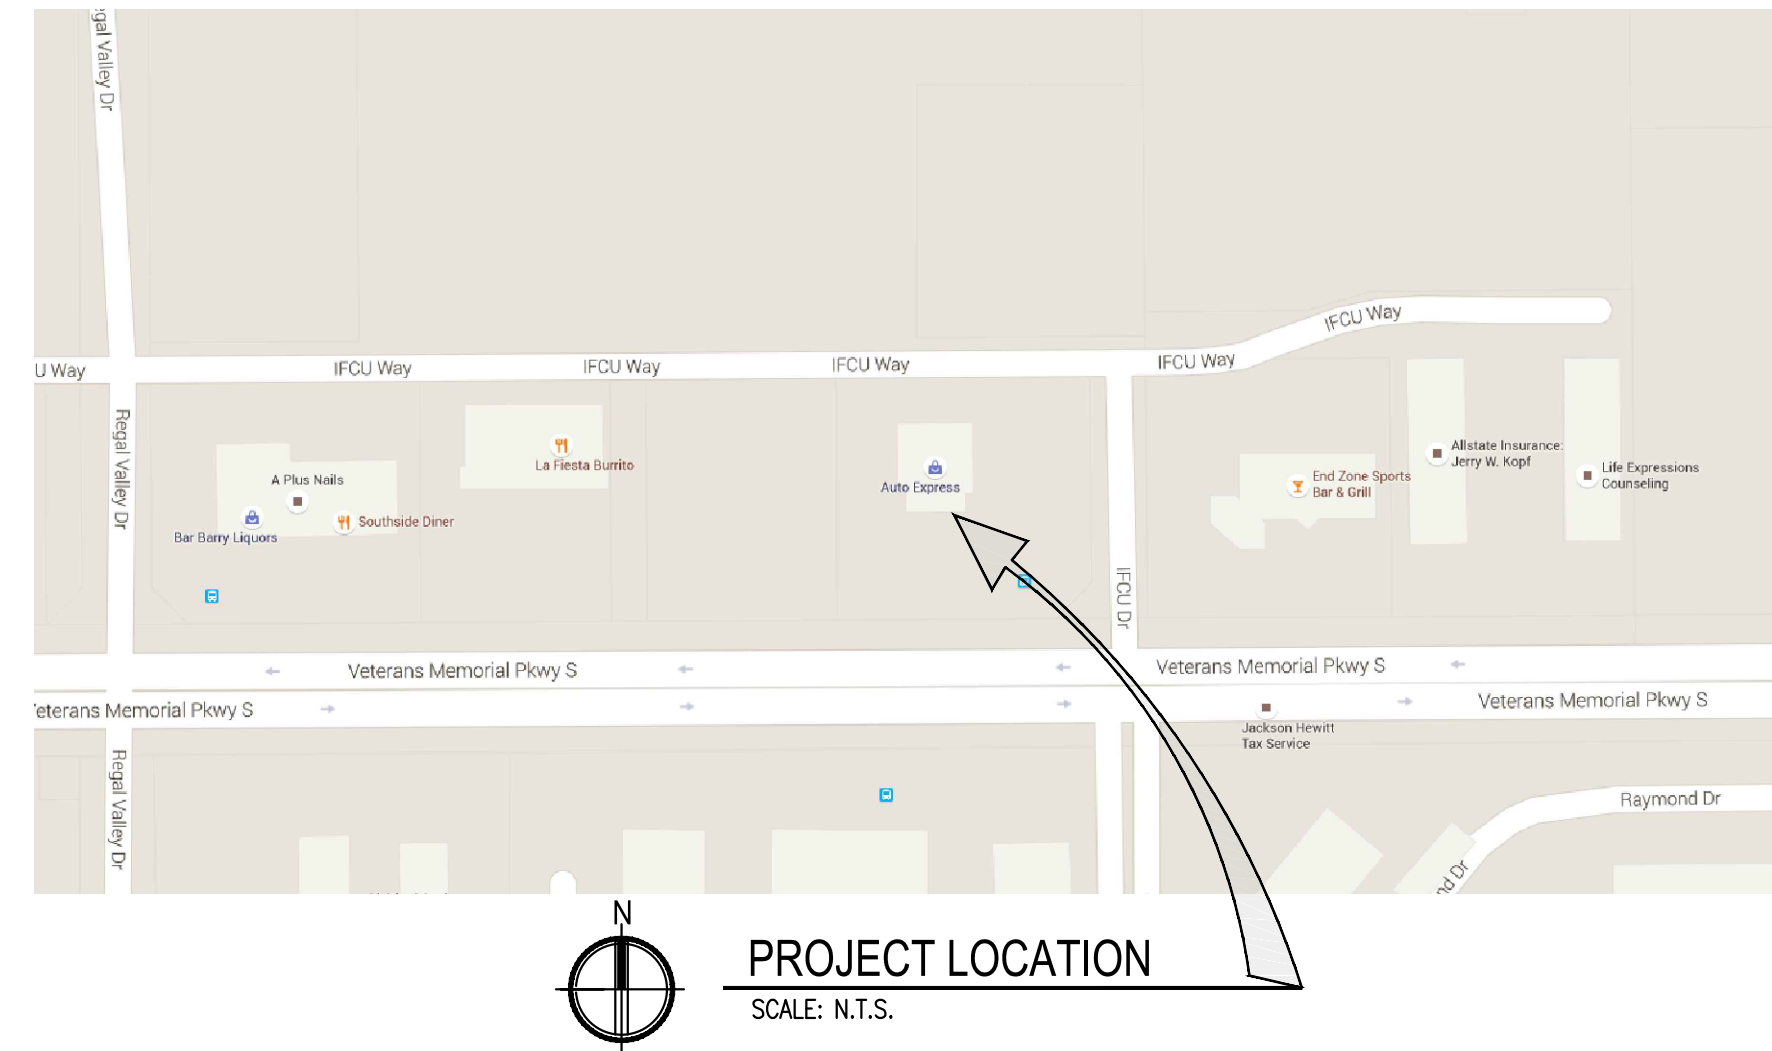 egal Valley Dr
IFCU Way
U Way
IFCU Way
IFCU Way
IFCU Way
IFCU Way
Regal Valley Dr
A Plus Nails
Bar Barry Liquors
Southside Diner
La Fiesta Burrito
Auto Express
End Zone Sports
Bar & Grill
Allstate Insurance:
Jerry W. Kopf
Life Expressions
Counseling
IFCU Dr
Veterans Memorial Pkwy S
Veterans Memorial Pkwy S
eterans Memorial Pkwy S
Veterans Memorial Pkwy S
Jackson Hewitt
Tax Service
Regal Valley Dr
Raymond Dr
nd Dr
N
PROJECT LOCATION
SCALE: N.T.S.